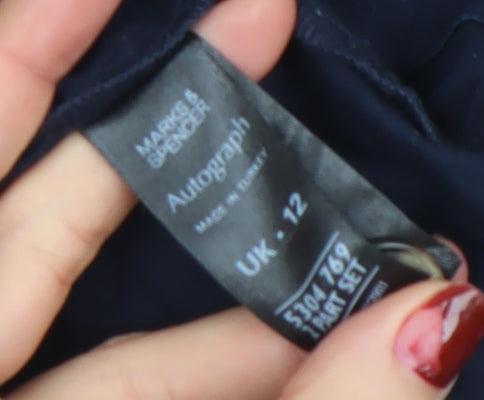 MARKS &
SPENCER
Autograph
MADE IN TURKEY
UK • 12
5304 769
1 PART SET